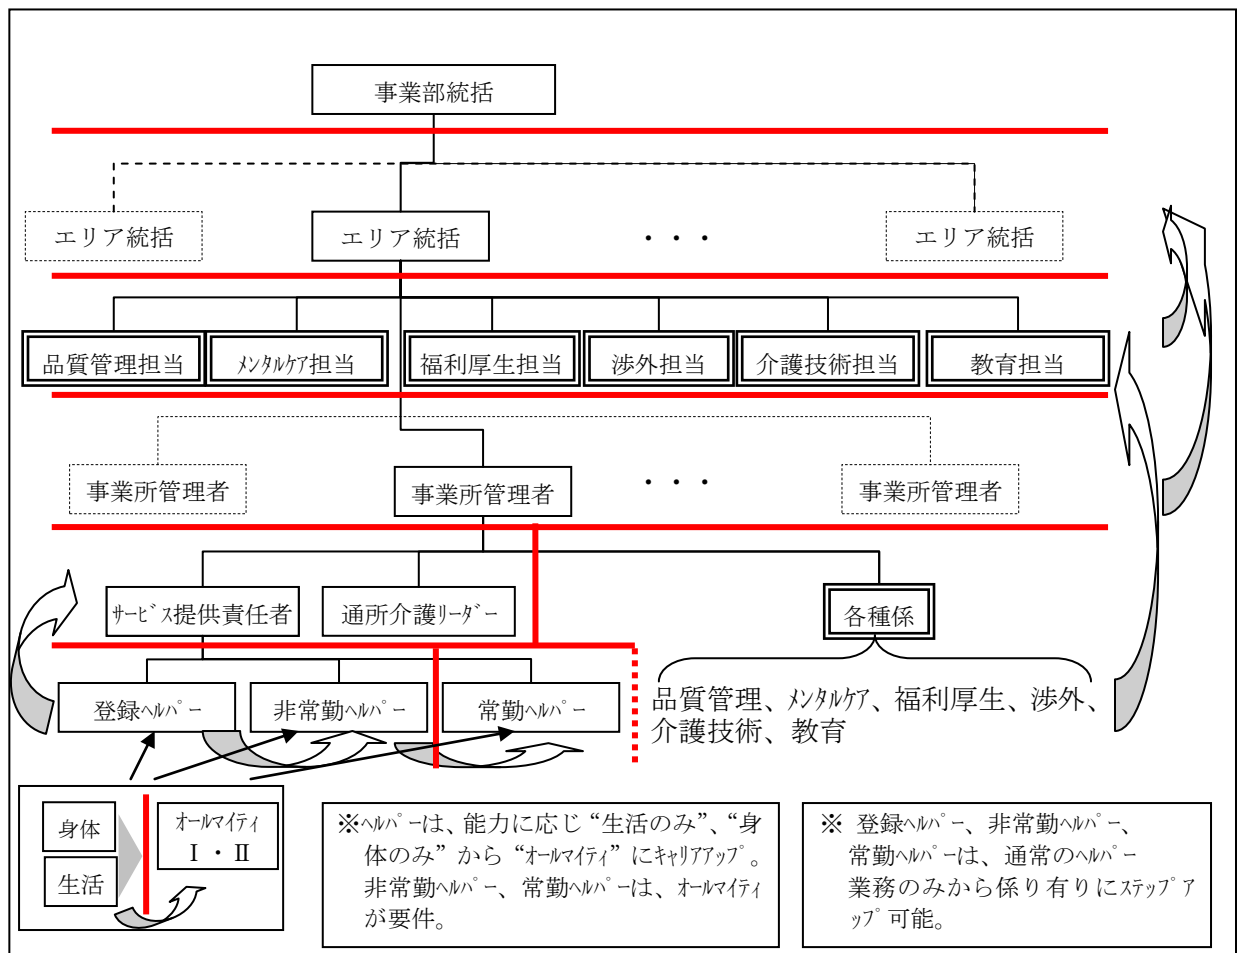 事業部統括
エリア統括
エリア統括
・・・
エリア統括
品質管理担当
ﾒﾝﾀﾙｹｱ担当
福利厚生担当
渉外担当
介護技術担当
教育担当
事業所管理者
事業所管理者
・・・
事業所管理者
ｻｰﾋﾞｽ提供責任者
通所介護ﾘｰﾀﾞｰ
各種係
登録ﾍﾙﾊﾟｰ
非常勤ﾍﾙﾊﾟｰ
常勤ﾍﾙﾊﾟｰ
品質管理、ﾒﾝﾀﾙｹｱ、福利厚生、渉外、
介護技術、教育
身体
生活
ｵｰﾙﾏｲﾃｨ
Ⅰ・Ⅱ
※ﾍﾙﾊﾟｰは、能力に応じ“生活のみ”、“身
体のみ”から“ｵｰﾙﾏｲﾃｨ”にｷｬﾘｱｱｯﾌﾟ。
非常勤ﾍﾙﾊﾟｰ、常勤ﾍﾙﾊﾟｰは、ｵｰﾙﾏｲﾃｨ
が要件。
※ 登録ﾍﾙﾊﾟｰ、非常勤ﾍﾙﾊﾟｰ、
常勤ﾍﾙﾊﾟｰは、通常のﾍﾙﾊﾟｰ
業務のみから係り有りにｽﾃｯﾌﾟｱ
ｯﾌﾟ可能。